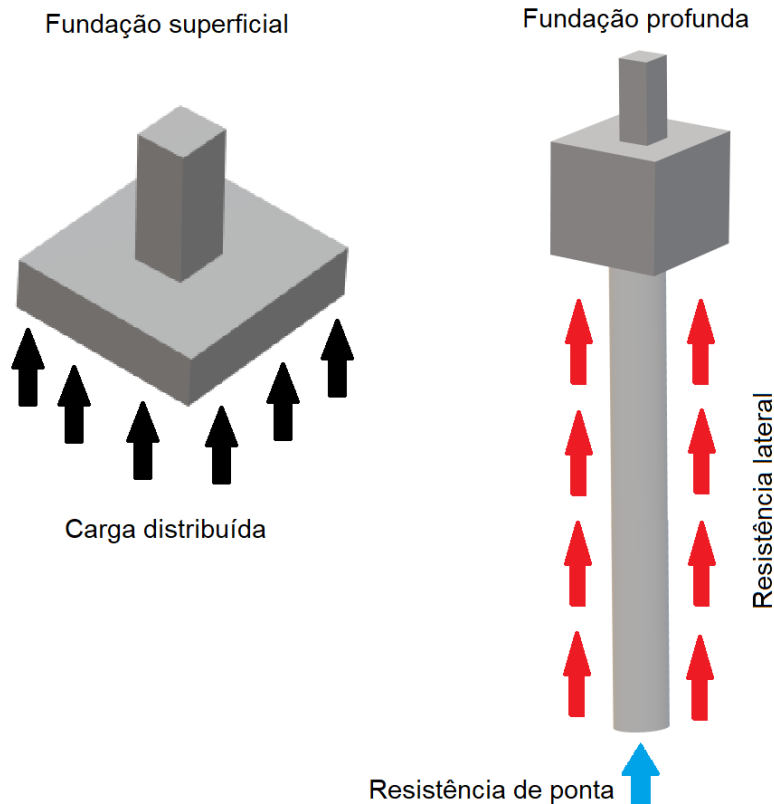 Fundação superficial
Fundação profunda
Carga distribuída
Resistência lateral
Resistência de ponta